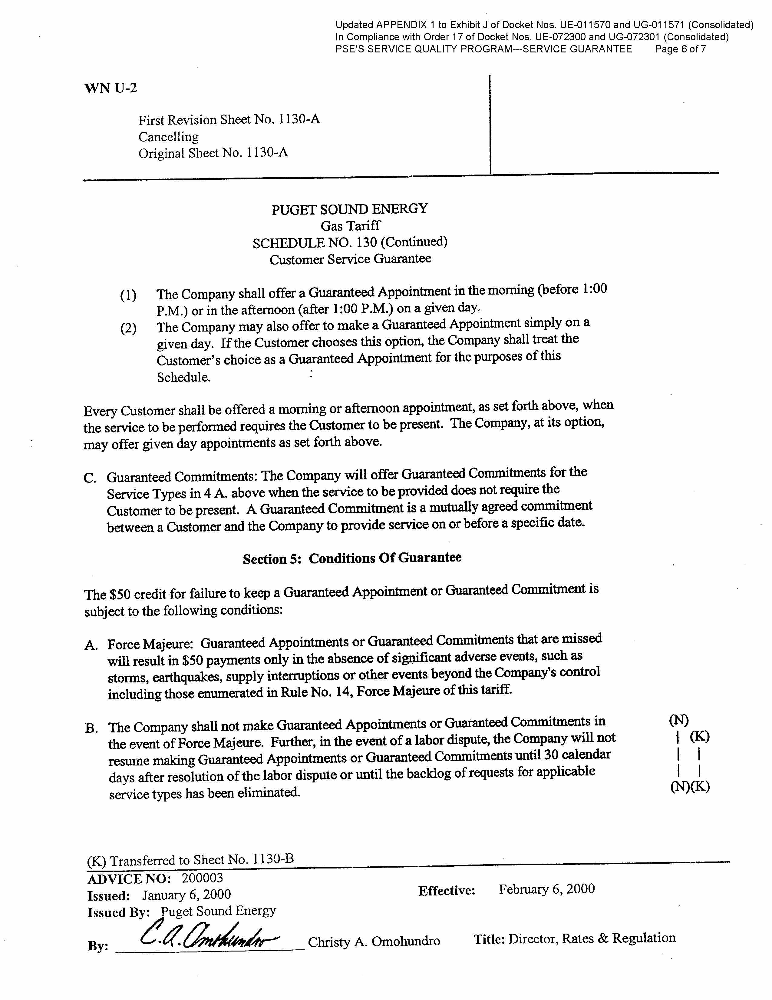 Updated APPENDIX 1 to Exhibit J of Docket Nos. UE-011570 and UG-011571 (Consolidated)
In Compliance with Order 17 of Docket Nos. UE-072300 and UG-072301 (Consolidated)
PSE'S SERVICE QUALITY PROGRAM---SERVICE GUARANTEE Page 6 of 7
WN U-2
First Revision Sheet No. 1130-A
Cancelling
Original Sheet No. 1130-A
PUGET SOUND ENERGY
Gas Tariff
SCHEDULE NO. 130 (Continued)
Customer Service Guarantee
(1) The Company shall offer a Guaranteed Appointment in the morning (before 1:00
P.M.) or in the afternoon (after 1:00 P.M.) on a given day.
(2) The Company may also offer to make a Guaranteed Appointment simply on a
given day. If the Customer chooses this option, the Company shall treat the
Customer's choice as a Guaranteed Appointment for the purposes of this
Schedule.
Every Customer shall be offered a morning or afternoon appointment, as set forth above, when
the service to be performed requires the Customer to be present. The Company, at its option,
may offer given day appointments as set forth above.
C. Guaranteed Commitments: The Company will offer Guaranteed Commitments for the
Service Types in 4 A. above when the service to be provided does not require the
Customer to be present. A Guaranteed Commitment is a mutually agreed commitment
between a Customer and the Company to provide service on or before a specific date.
Section 5: Conditions Of Guarantee
The $50 credit for failure to keep a Guaranteed Appointment or Guaranteed Commitment is
subject to the following conditions:
A. Force Majeure: Guaranteed Appointments or Guaranteed Commitments that are missed
will result in $50 payments only in the absence of significant adverse events, such as
storms, earthquakes, supply interruptions or other events beyond the Company's control
including those enumerated in Rule No. 14, Force Majeure of this tariff.
B. The Company shall not make Guaranteed Appointments or Guaranteed Commitments in (N)
the event of Force Majeure. Further, in the event of a labor dispute, the Company will not | (K)
resume making Guaranteed Appointments or Guaranteed Commitments until 30 calendar | |
days after resolution of the labor dispute or until the backlog of requests for applicable | |
service types has been eliminated. (N)(K)
(K) Transferred to Sheet No. 1130-B
ADVICE NO: 200003
Issued: January 6, 2000 Effective: February 6, 2000
Issued By: Puget Sound Energy
By: C.A. Omohundro Christy A. Omohundro Title: Director, Rates & Regulation